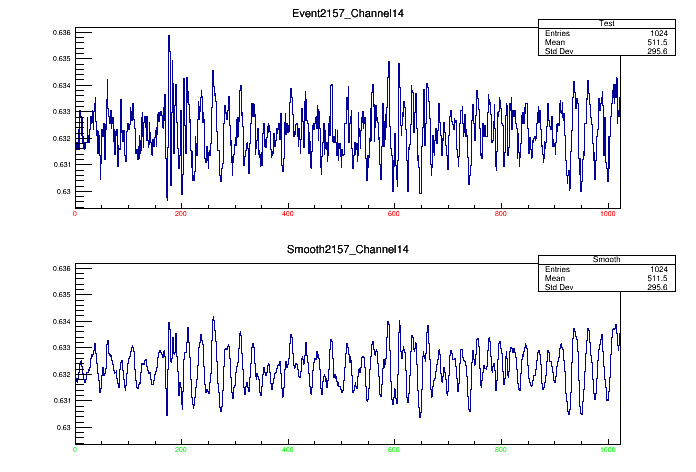 Event2157_Channel14
Test
Entries 1024
Mean 511.5
Std Dev 295.6
0.636
0.635
0.634
0.633
0.632
0.631
0.63
0 200 400 600 800 1000
Smooth2157_Channel14
Smooth
Entries 1024
Mean 511.5
Std Dev 295.6
0.636
0.635
0.634
0.633
0.632
0.631
0.63
0 200 400 600 800 1000